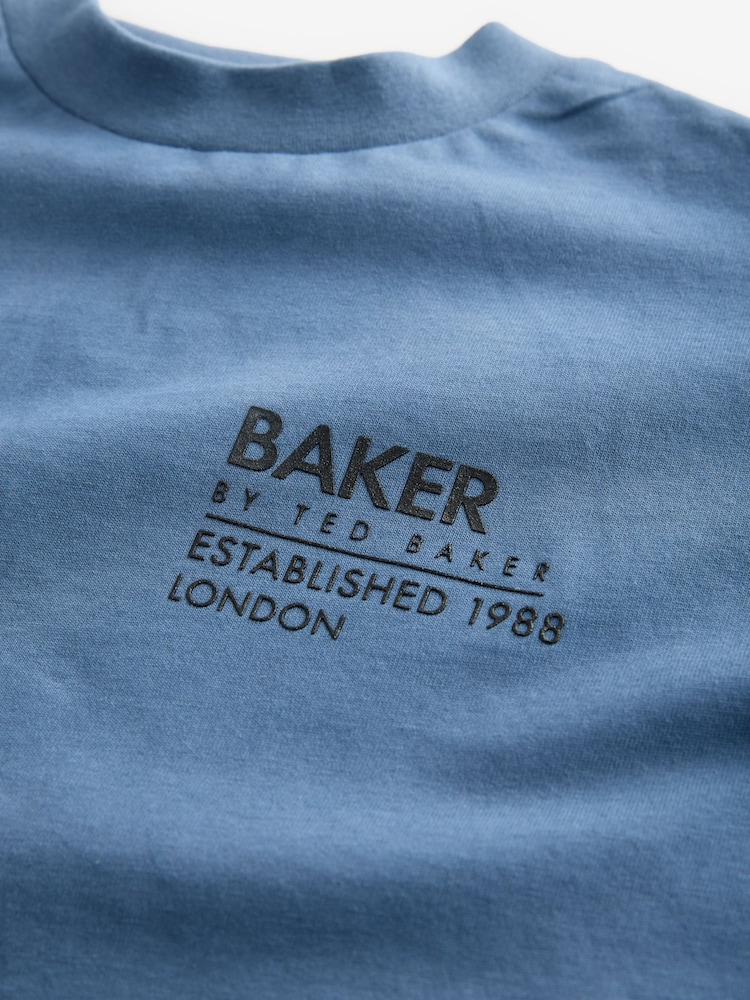 BAKER
BY TED BAKER
ESTABLISHED 1988
LONDON